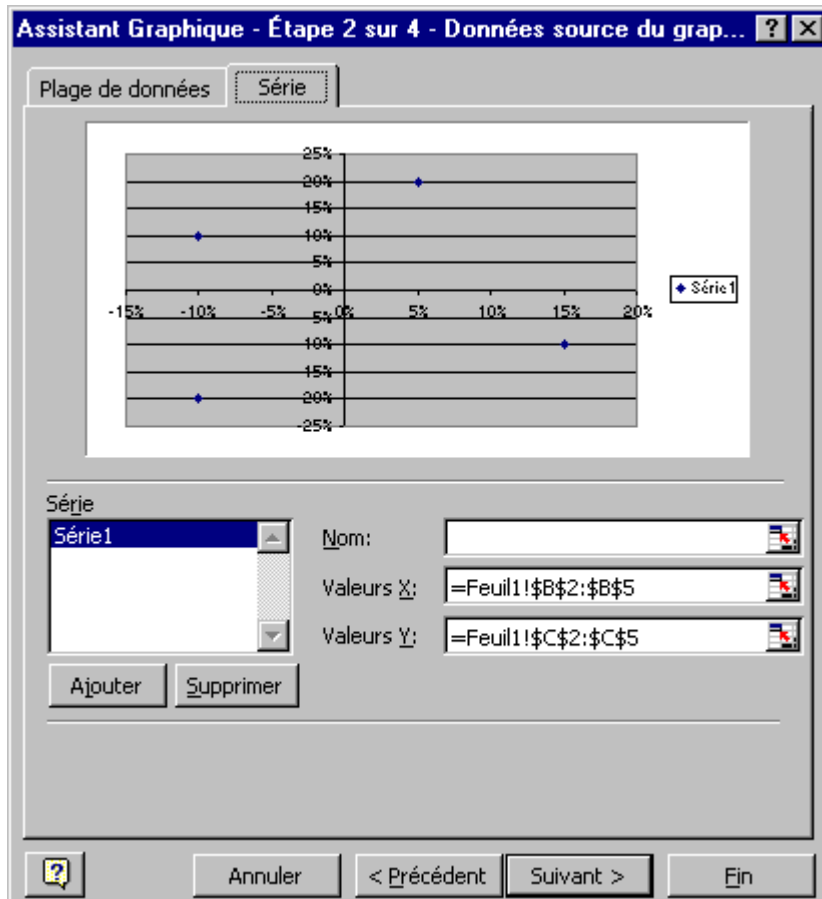 Assistant Graphique - Étape 2 sur 4 - Données source du grap...
Plage de données Série
25%
20%
15%
10%
5%
0%
-15% -10% -5% 5% 0% 5% 10% 15% 20%
10%
15%
20%
-25%
Série1
Série
Série1
Nom:
Valeurs X: =Feuil1!$B$2:$B$5
Valeurs Y: =Feuil1!$C$2:$C$5
Ajouter Supprimer
Annuler < Précédent Suivant > Fin